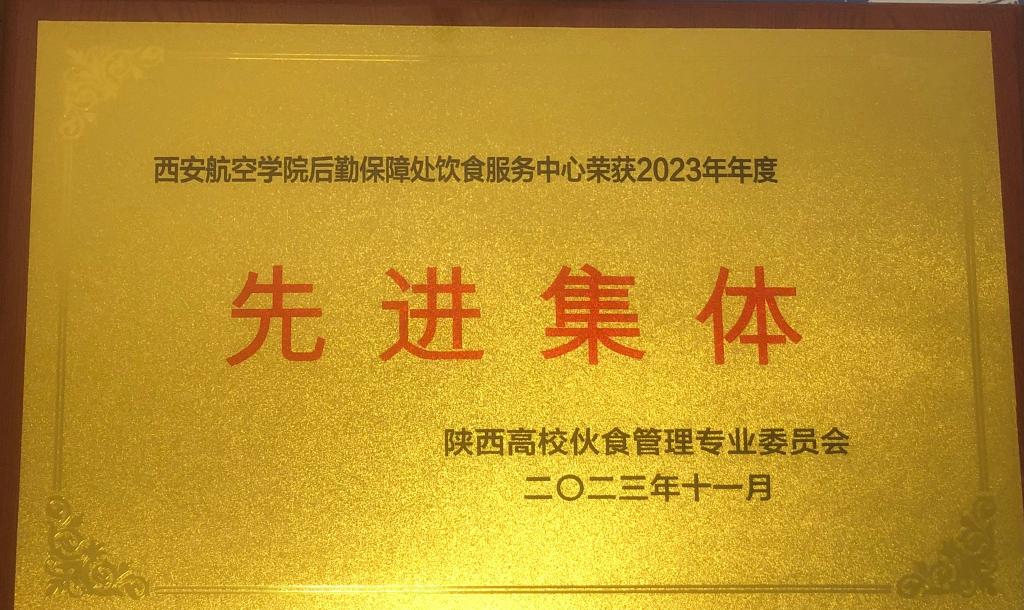 西安航空学院后勤保障处饮食服务中心荣获2023年年度
先进集体
陕西高校伙食管理专业委员会
二〇二三年十一月